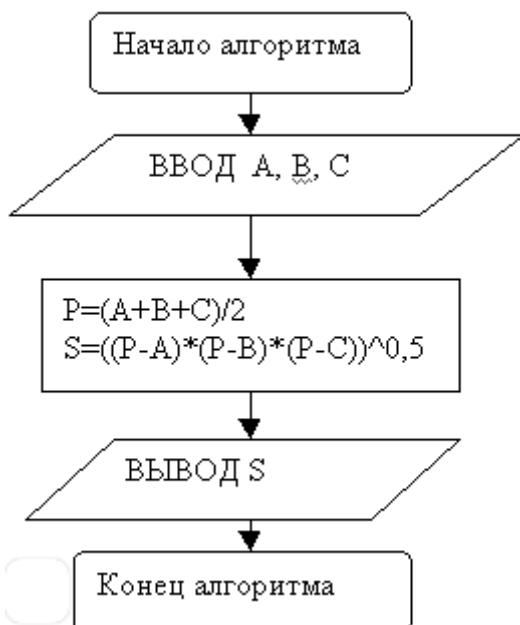 Начало алгоритма
ВВОД А, В, С
P=(A+B+C)/2
S=((P-A)*(P-B)*(P-C))^0,5
ВЫВОД S
Конец алгоритма